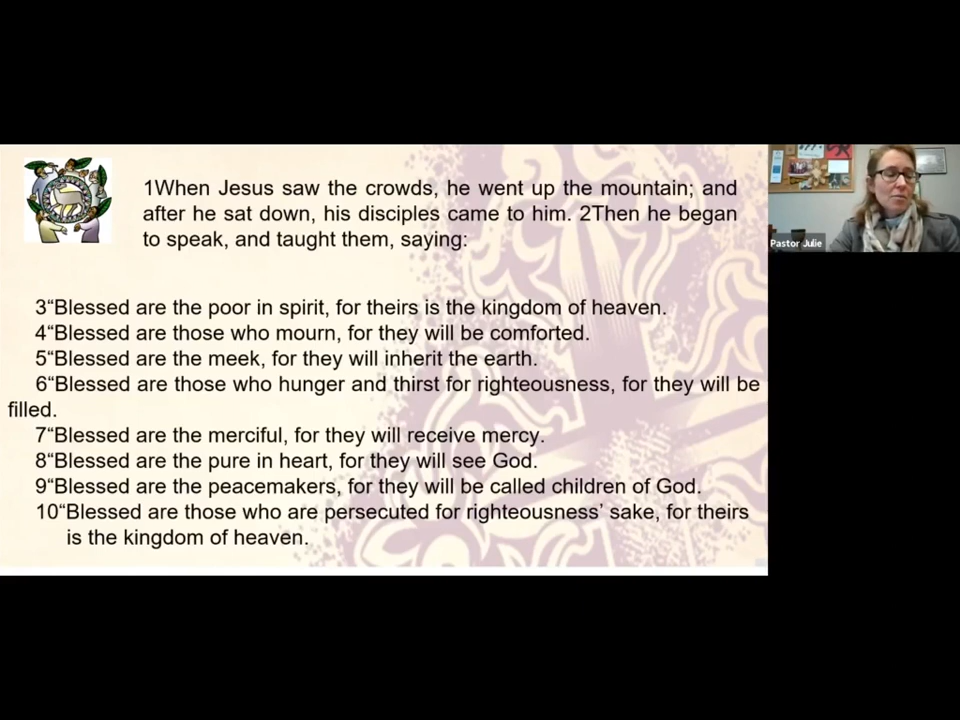 1When Jesus saw the crowds, he went up the mountain; and
after he sat down, his disciples came to him. 2Then he began
to speak, and taught them, saying:
3“Blessed are the poor in spirit, for theirs is the kingdom of heaven.
4“Blessed are those who mourn, for they will be comforted.
5“Blessed are the meek, for they will inherit the earth.
6“Blessed are those who hunger and thirst for righteousness, for they will be
filled.
7“Blessed are the merciful, for they will receive mercy.
8“Blessed are the pure in heart, for they will see God.
9“Blessed are the peacemakers, for they will be called children of God.
10“Blessed are those who are persecuted for righteousness’ sake, for theirs
is the kingdom of heaven.
Pastor Julie